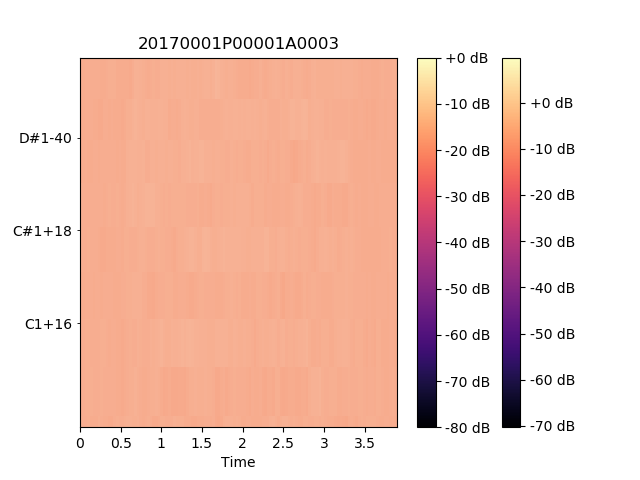 20170001P00001A0003
D#1-40
C#1+18
C1+16
0 0.5 1 1.5 2 2.5 3 3.5
Time
+0 dB
-10 dB
-20 dB
-30 dB
-40 dB
-50 dB
-60 dB
-70 dB
-80 dB
+0 dB
-10 dB
-20 dB
-30 dB
-40 dB
-50 dB
-60 dB
-70 dB